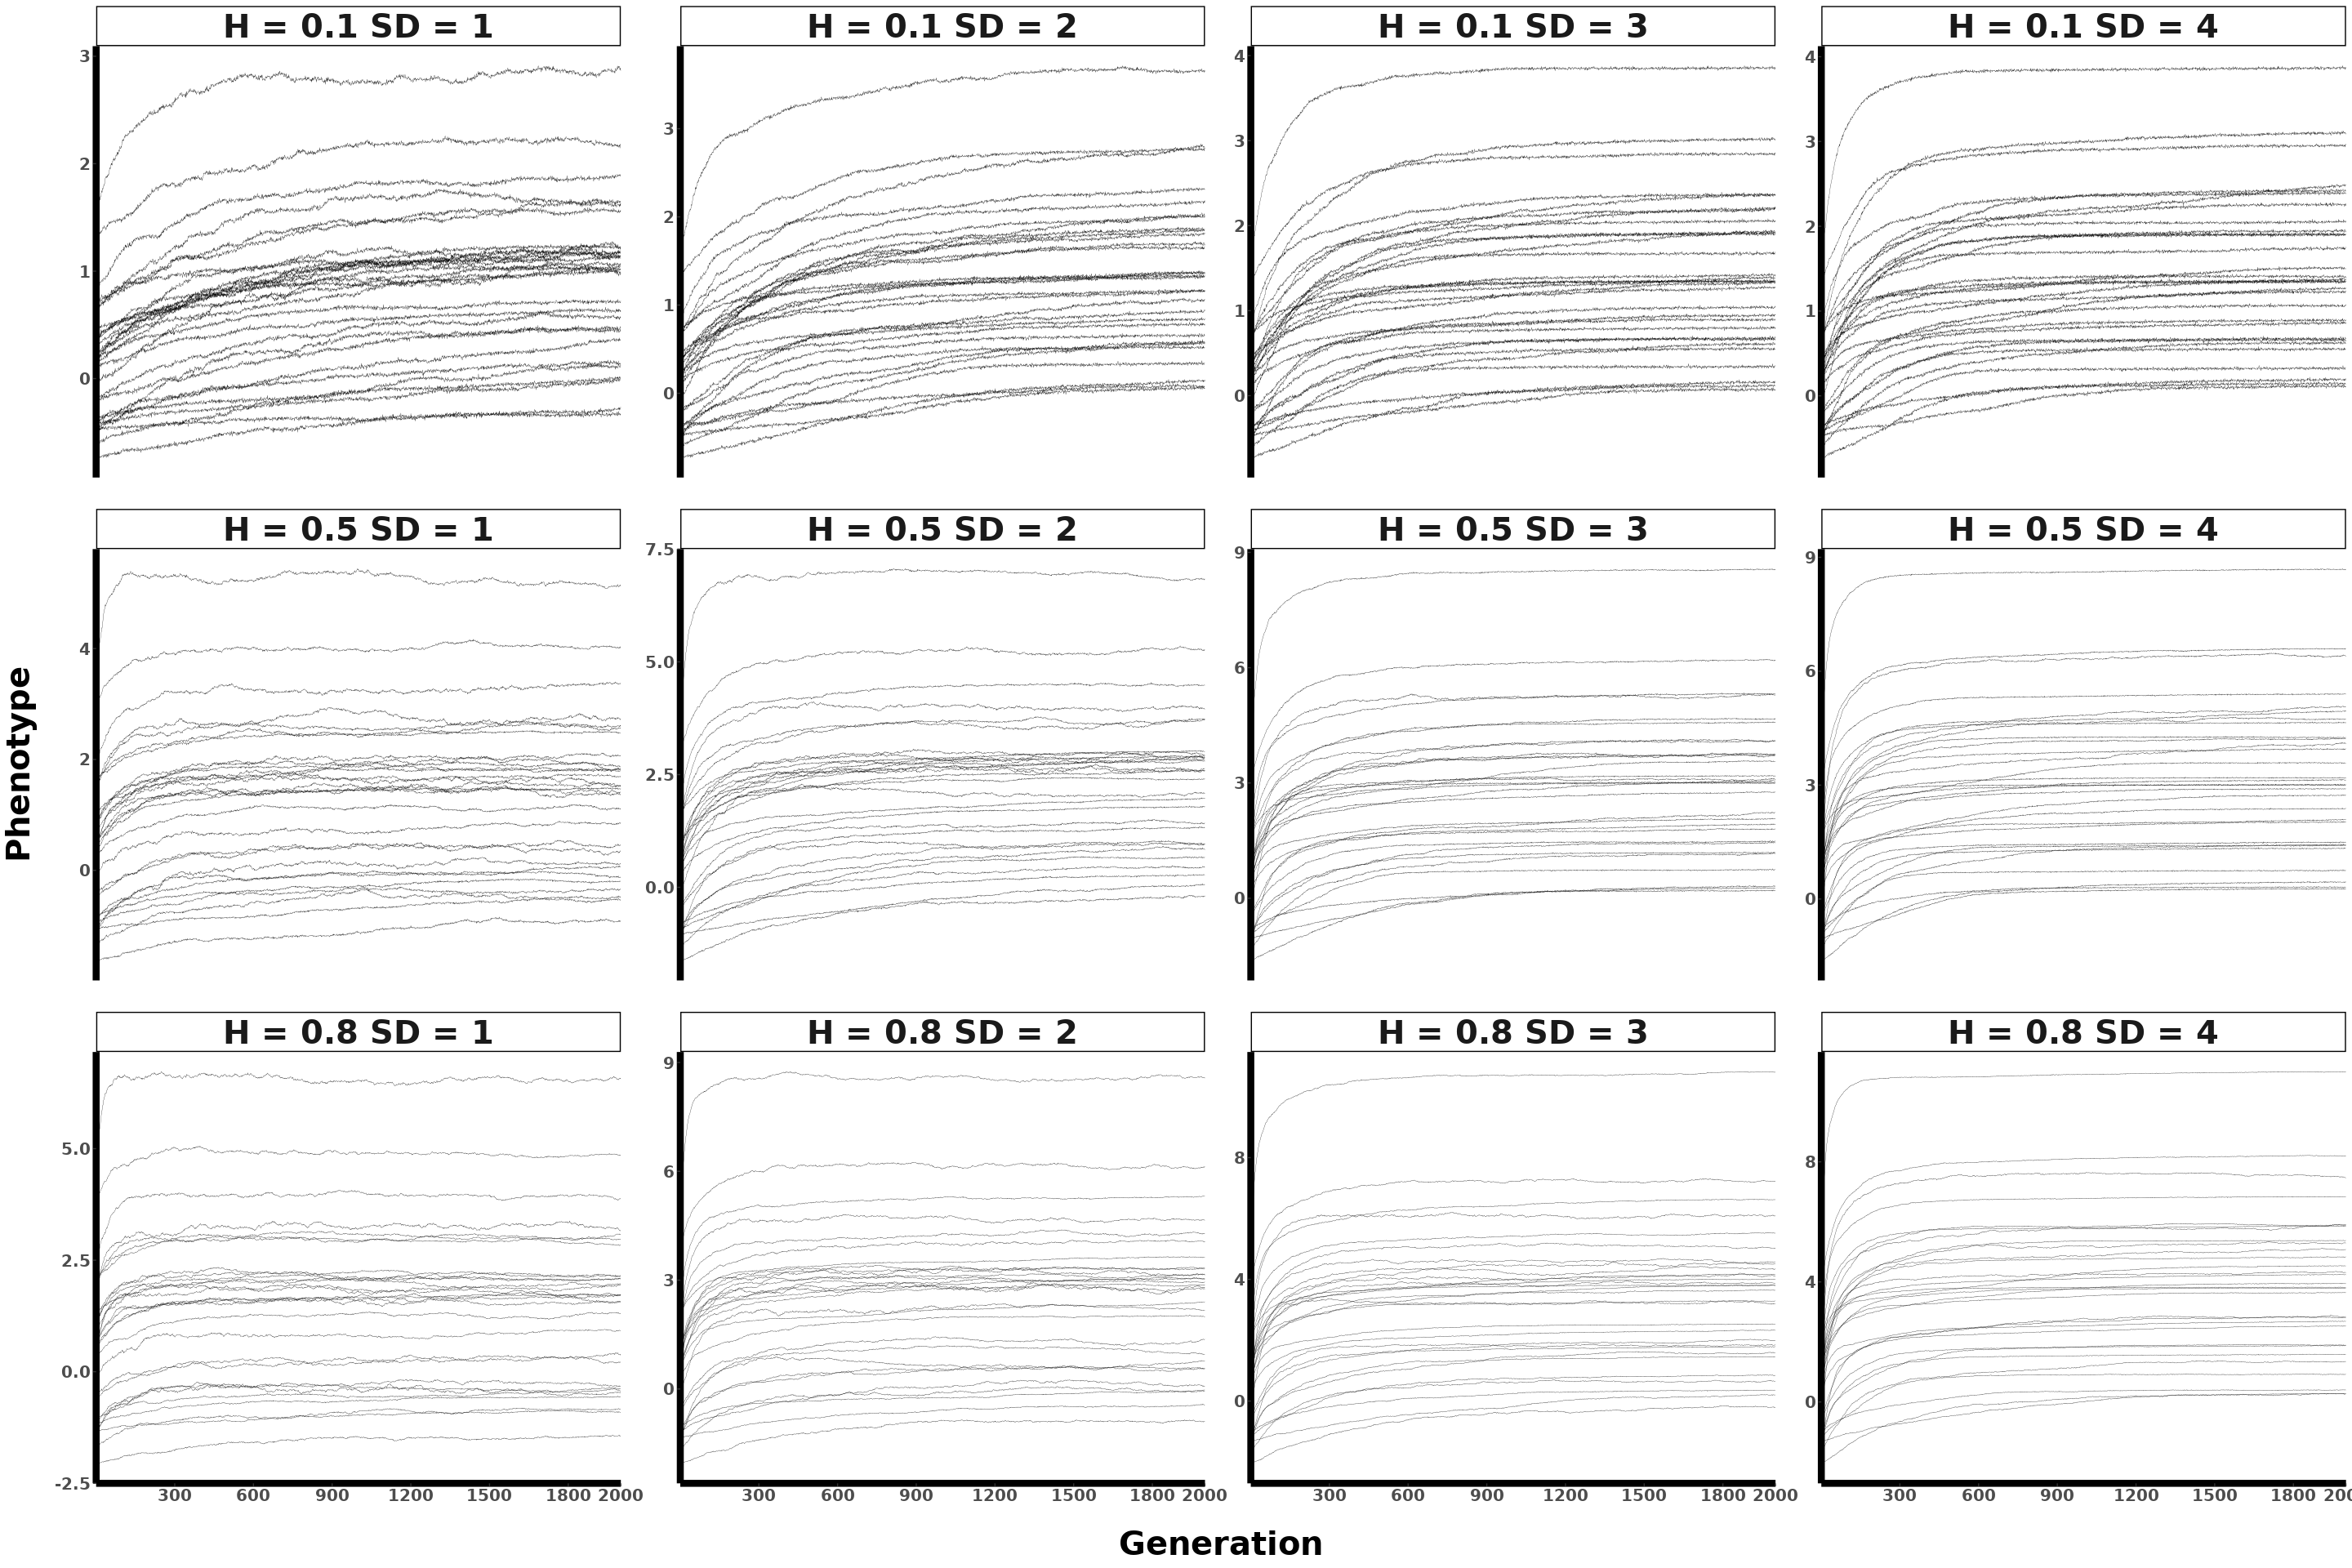 H = 0.1 SD = 1
H = 0.1 SD = 2
H = 0.1 SD = 3
H = 0.1 SD = 4
3
2
1
0
3
2
1
0
4
3
2
1
0
4
3
2
1
0
H = 0.5 SD = 1
H = 0.5 SD = 2
H = 0.5 SD = 3
H = 0.5 SD = 4
4
2
0
7.5
5.0
2.5
0.0
9
6
3
0
9
6
3
0
Phenotype
H = 0.8 SD = 1
H = 0.8 SD = 2
H = 0.8 SD = 3
H = 0.8 SD = 4
5.0
2.5
0.0
-2.5
9
6
3
0
8
4
0
8
4
0
300 600 900 1200 1500 1800 2000
300 600 900 1200 1500 1800 2000
300 600 900 1200 1500 1800 2000
300 600 900 1200 1500 1800
Generation